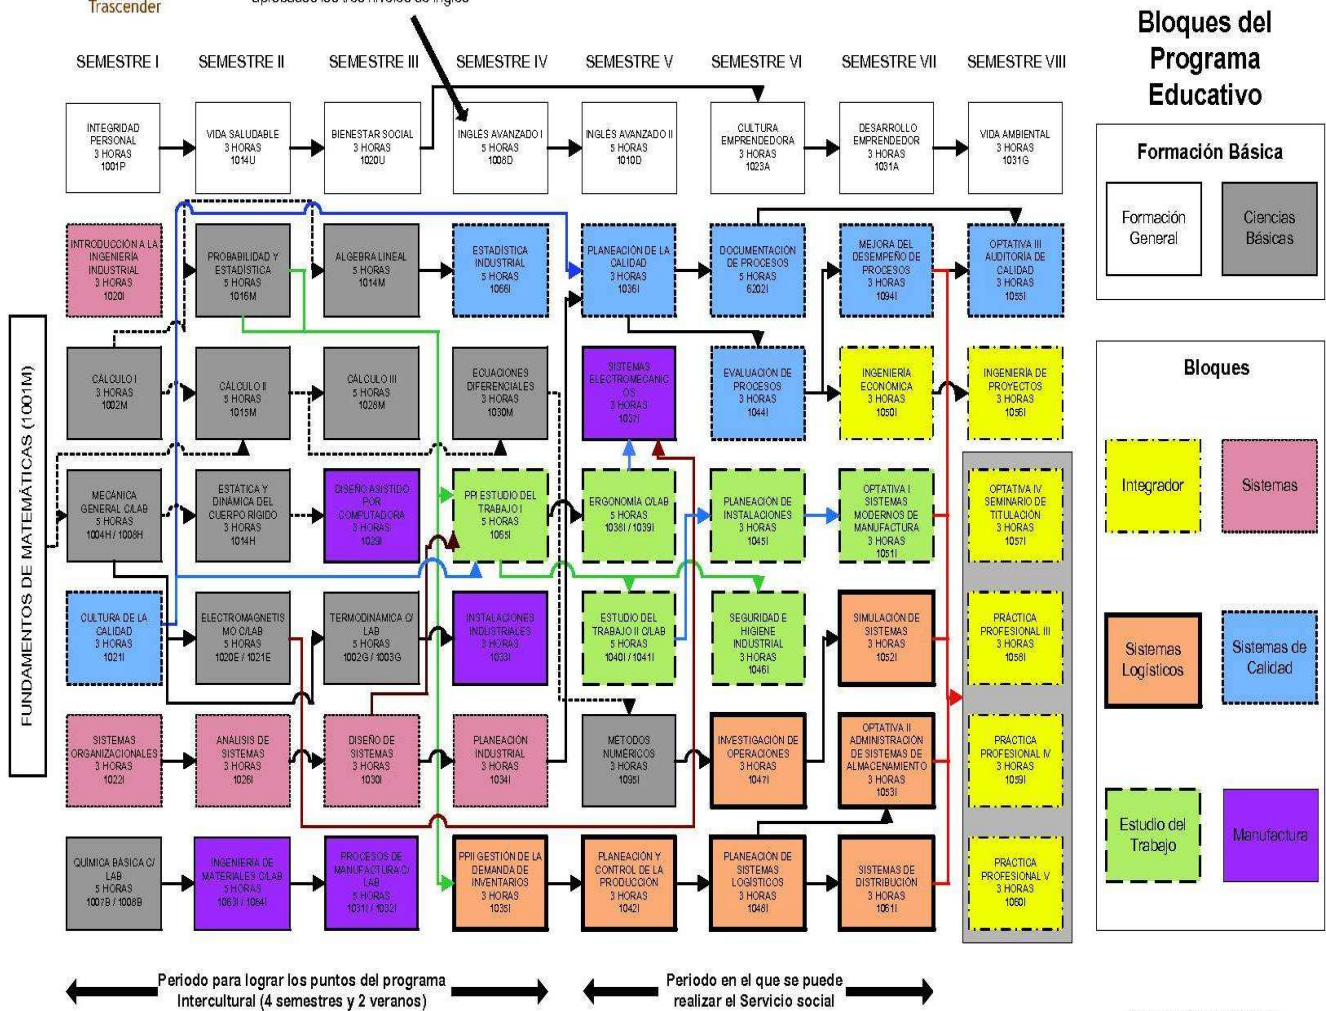 Trascender
SEMESTRE I
SEMESTRE II
SEMESTRE III
SEMESTRE IV
SEMESTRE V
SEMESTRE VI
SEMESTRE VII
SEMESTRE VIII
Bloques del
Programa
Educativo
INTEGRIDAD
PERSONAL
3 HORAS
1001P
VIDA SALUDABLE
3 HORAS
1014U
BIENESTAR SOCIAL
3 HORAS
1020U
INGLÉS AVANZADO I
5 HORAS
1008D
INGLÉS AVANZADO II
5 HORAS
1010D
CULTURA
EMPRENDEDORA
3 HORAS
1023A
DESARROLLO
EMPRENDEDOR
3 HORAS
1031A
VIDA AMBIENTAL
3 HORAS
1031G
Formación Básica
Formación
General
Ciencias
Básicas
INTRODUCCIÓN A LA
INGENIERÍA
INDUSTRIAL
3 HORAS
1020I
PROBABILIDAD Y
ESTADÍSTICA
5 HORAS
1016M
ALGEBRA LINEAL
5 HORAS
1014M
ESTADÍSTICA
INDUSTRIAL
5 HORAS
1066I
PLANEACIÓN DE LA
CALIDAD
3 HORAS
1036I
DOCUMENTACIÓN
DE PROCESOS
5 HORAS
6202I
MEJORA DEL
DESEMPEÑO DE
PROCESOS
3 HORAS
1094I
OPTATIVA III
AUDITORÍA DE
CALIDAD
3 HORAS
1055I
FUNDAMENTOS DE MATEMÁTICAS (1001M)
CÁLCULO I
3 HORAS
1002M
CÁLCULO II
5 HORAS
1015M
CÁLCULO III
5 HORAS
1026M
ECUACIONES
DIFERENCIALES
3 HORAS
1030M
SISTEMAS
ELECTROMECANIC
OS
3 HORAS
1037I
EVALUACIÓN DE
PROCESOS
3 HORAS
1044I
INGENIERÍA
ECONÓMICA
3 HORAS
1050I
INGENIERÍA DE
PROYECTOS
3 HORAS
1056I
Bloques
Integrador
Sistemas
MECÁNICA
GENERAL C/LAB
5 HORAS
1004H / 1008H
ESTÁTICA Y
DINÁMICA DEL
CUERPO RÍGIDO
3 HORAS
1014H
DISEÑO ASISTIDO
POR
COMPUTADORA
3 HORAS
1029I
PPI ESTUDIO DEL
TRABAJO I
5 HORAS
1065I
ERGONOMÍA C/LAB
5 HORAS
1038I / 1039I
PLANEACIÓN DE
INSTALACIONES
3 HORAS
1045I
OPTATIVA I
SISTEMAS
MODERNOS DE
MANUFACTURA
3 HORAS
1051I
OPTATIVA IV
SEMINARIO DE
TITULACIÓN
3 HORAS
1057I
CULTURA DE LA
CALIDAD
3 HORAS
1021I
ELECTROMAGNETIS
MO C/LAB
5 HORAS
1020E / 1021E
TERMODINÁMICA C/
LAB
5 HORAS
1002G / 1003G
INSTALACIONES
INDUSTRIALES
3 HORAS
1033I
ESTUDIO DEL
TRABAJO II C/LAB
5 HORAS
1040I / 1041I
SEGURIDAD E
HIGIENE
INDUSTRIAL
3 HORAS
1046I
SIMULACIÓN DE
SISTEMAS
3 HORAS
1052I
PRÁCTICA
PROFESIONAL III
3 HORAS
1058I
Sistemas
Logísticos
Sistemas de
Calidad
SISTEMAS
ORGANIZACIONALES
3 HORAS
1022I
ANALISIS DE
SISTEMAS
3 HORAS
1026I
DISEÑO DE
SISTEMAS
3 HORAS
1030I
PLANEACIÓN
INDUSTRIAL
3 HORAS
1034I
MÉTODOS
NUMÉRICOS
3 HORAS
1095I
INVESTIGACIÓN DE
OPERACIONES
3 HORAS
1047I
OPTATIVA II
ADMINISTRACIÓN
DE SISTEMAS DE
ALMACENAMIENTO
3 HORAS
1053I
PRÁCTICA
PROFESIONAL IV
3 HORAS
1059I
Estudio del
Trabajo
Manufactura
QUIMICA BÁSICA C/
LAB
5 HORAS
1007B / 1008B
INGENIERÍA DE
MATERIALES C/LAB
5 HORAS
1063I / 1064I
PROCESOS DE
MANUFACTURA C/
LAB
5 HORAS
1031I / 1032I
PPII GESTIÓN DE LA
DEMANDA DE
INVENTARIOS
3 HORAS
1035I
PLANEACIÓN Y
CONTROL DE LA
PRODUCCIÓN
3 HORAS
1042I
PLANEACIÓN DE
SISTEMAS
LOGÍSTICOS
3 HORAS
1048I
SISTEMAS DE
DISTRIBUCIÓN
3 HORAS
1061I
PRÁCTICA
PROFESIONAL V
3 HORAS
1060I
Periodo para lograr los puntos del programa
Intercultural (4 semestres y 2 veranos)
Periodo en el que se puede
realizar el Servicio social